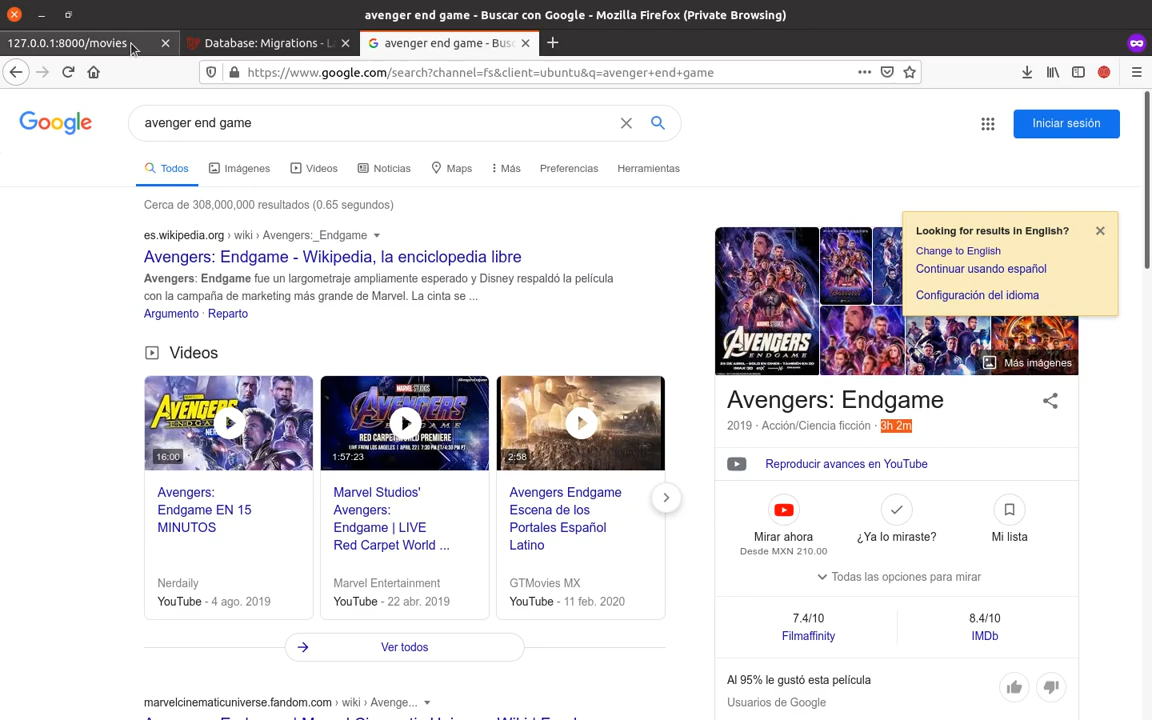 avenger end game - Buscar con Google - Mozilla Firefox (Private Browsing)
127.0.0.1:8000/movies
Database: Migrations - L
avenger end game - Bus
https://www.google.com/search?channel=fs&client=ubuntu&q=avenger+end+game
Google
avenger end game
Iniciar sesión
Todos
Imágenes
Videos
Noticias
Maps
Más
Preferencias
Herramientas
Cerca de 308,000,000 resultados (0.65 segundos)
es.wikipedia.org › wiki › Avengers:_Endgame
Avengers: Endgame - Wikipedia, la enciclopedia libre
Avengers: Endgame fue un largometraje ampliamente esperado y Disney respaldó la película
con la campaña de marketing más grande de Marvel. La cinta se ...
Argumento · Reparto
Videos
16:00
1:57:23
2:58
AVENGERS
ENDGAME
RED CARPET WORLD PREMIERE
Avengers:
Endgame EN 15
MINUTOS
Nerdaily
YouTube - 4 ago. 2019
Marvel Studios'
Avengers:
Endgame | LIVE
Red Carpet World ...
Marvel Entertainment
YouTube - 22 abr. 2019
Avengers Endgame
Escena de los
Portales Español
Latino
GTMovies MX
YouTube - 11 feb. 2020
Ver todos
marvelcinematicuniverse.fandom.com › wiki › Avenge...
Looking for results in English?
Change to English
Continuar usando español
Configuración del idioma
AVENGERS
ENDGAME
Más imágenes
Avengers: Endgame
2019 · Acción/Ciencia ficción · 3h 2m
Reproducir avances en YouTube
Mirar ahora
Desde MXN 210.00
¿Ya lo miraste?
Mi lista
Todas las opciones para mirar
7.4/10
Filmaffinity
8.4/10
IMDb
Al 95% le gustó esta película
Usuarios de Google